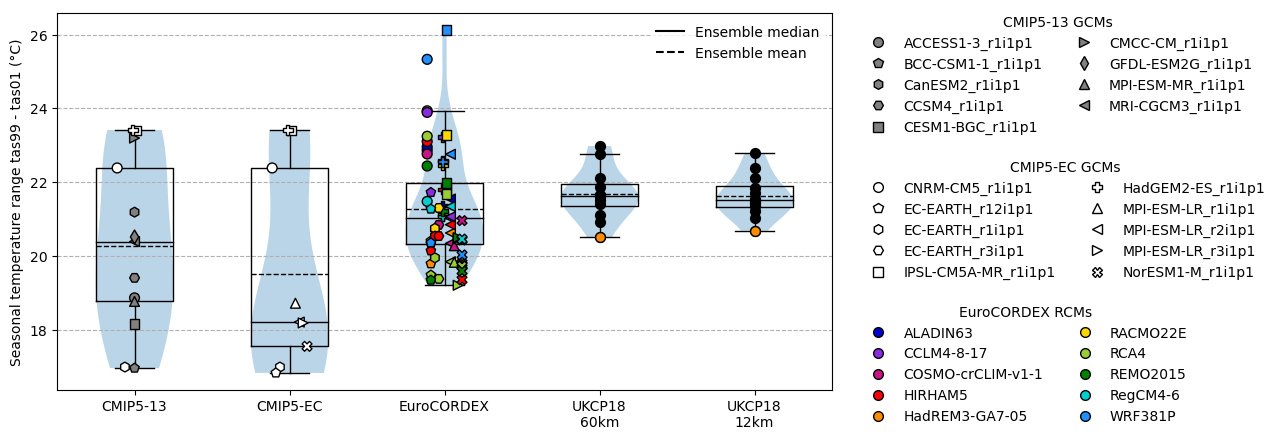 Seasonal temperature range tas99 - tas01 (°C)
26
24
22
20
18
Ensemble median
Ensemble mean
CMIP5-13
CMIP5-EC
EuroCORDEX
UKCP18
60km
UKCP18
12km
CMIP5-13 GCMs
ACCESS1-3_r1i1p1
BCC-CSM1-1_r1i1p1
CanESM2_r1i1p1
CCSM4_r1i1p1
CESM1-BGC_r1i1p1
CMCC-CM_r1i1p1
GFDL-ESM2G_r1i1p1
MPI-ESM-MR_r1i1p1
MRI-CGCM3_r1i1p1
CMIP5-EC GCMs
CNRM-CM5_r1i1p1
EC-EARTH_r12i1p1
EC-EARTH_r1i1p1
EC-EARTH_r3i1p1
IPSL-CM5A-MR_r1i1p1
HadGEM2-ES_r1i1p1
MPI-ESM-LR_r1i1p1
MPI-ESM-LR_r2i1p1
MPI-ESM-LR_r3i1p1
NorESM1-M_r1i1p1
EuroCORDEX RCMs
ALADIN63
CCLM4-8-17
COSMO-crCLIM-v1-1
HIRHAM5
HadREM3-GA7-05
RACMO22E
RCA4
REMO2015
RegCM4-6
WRF381P